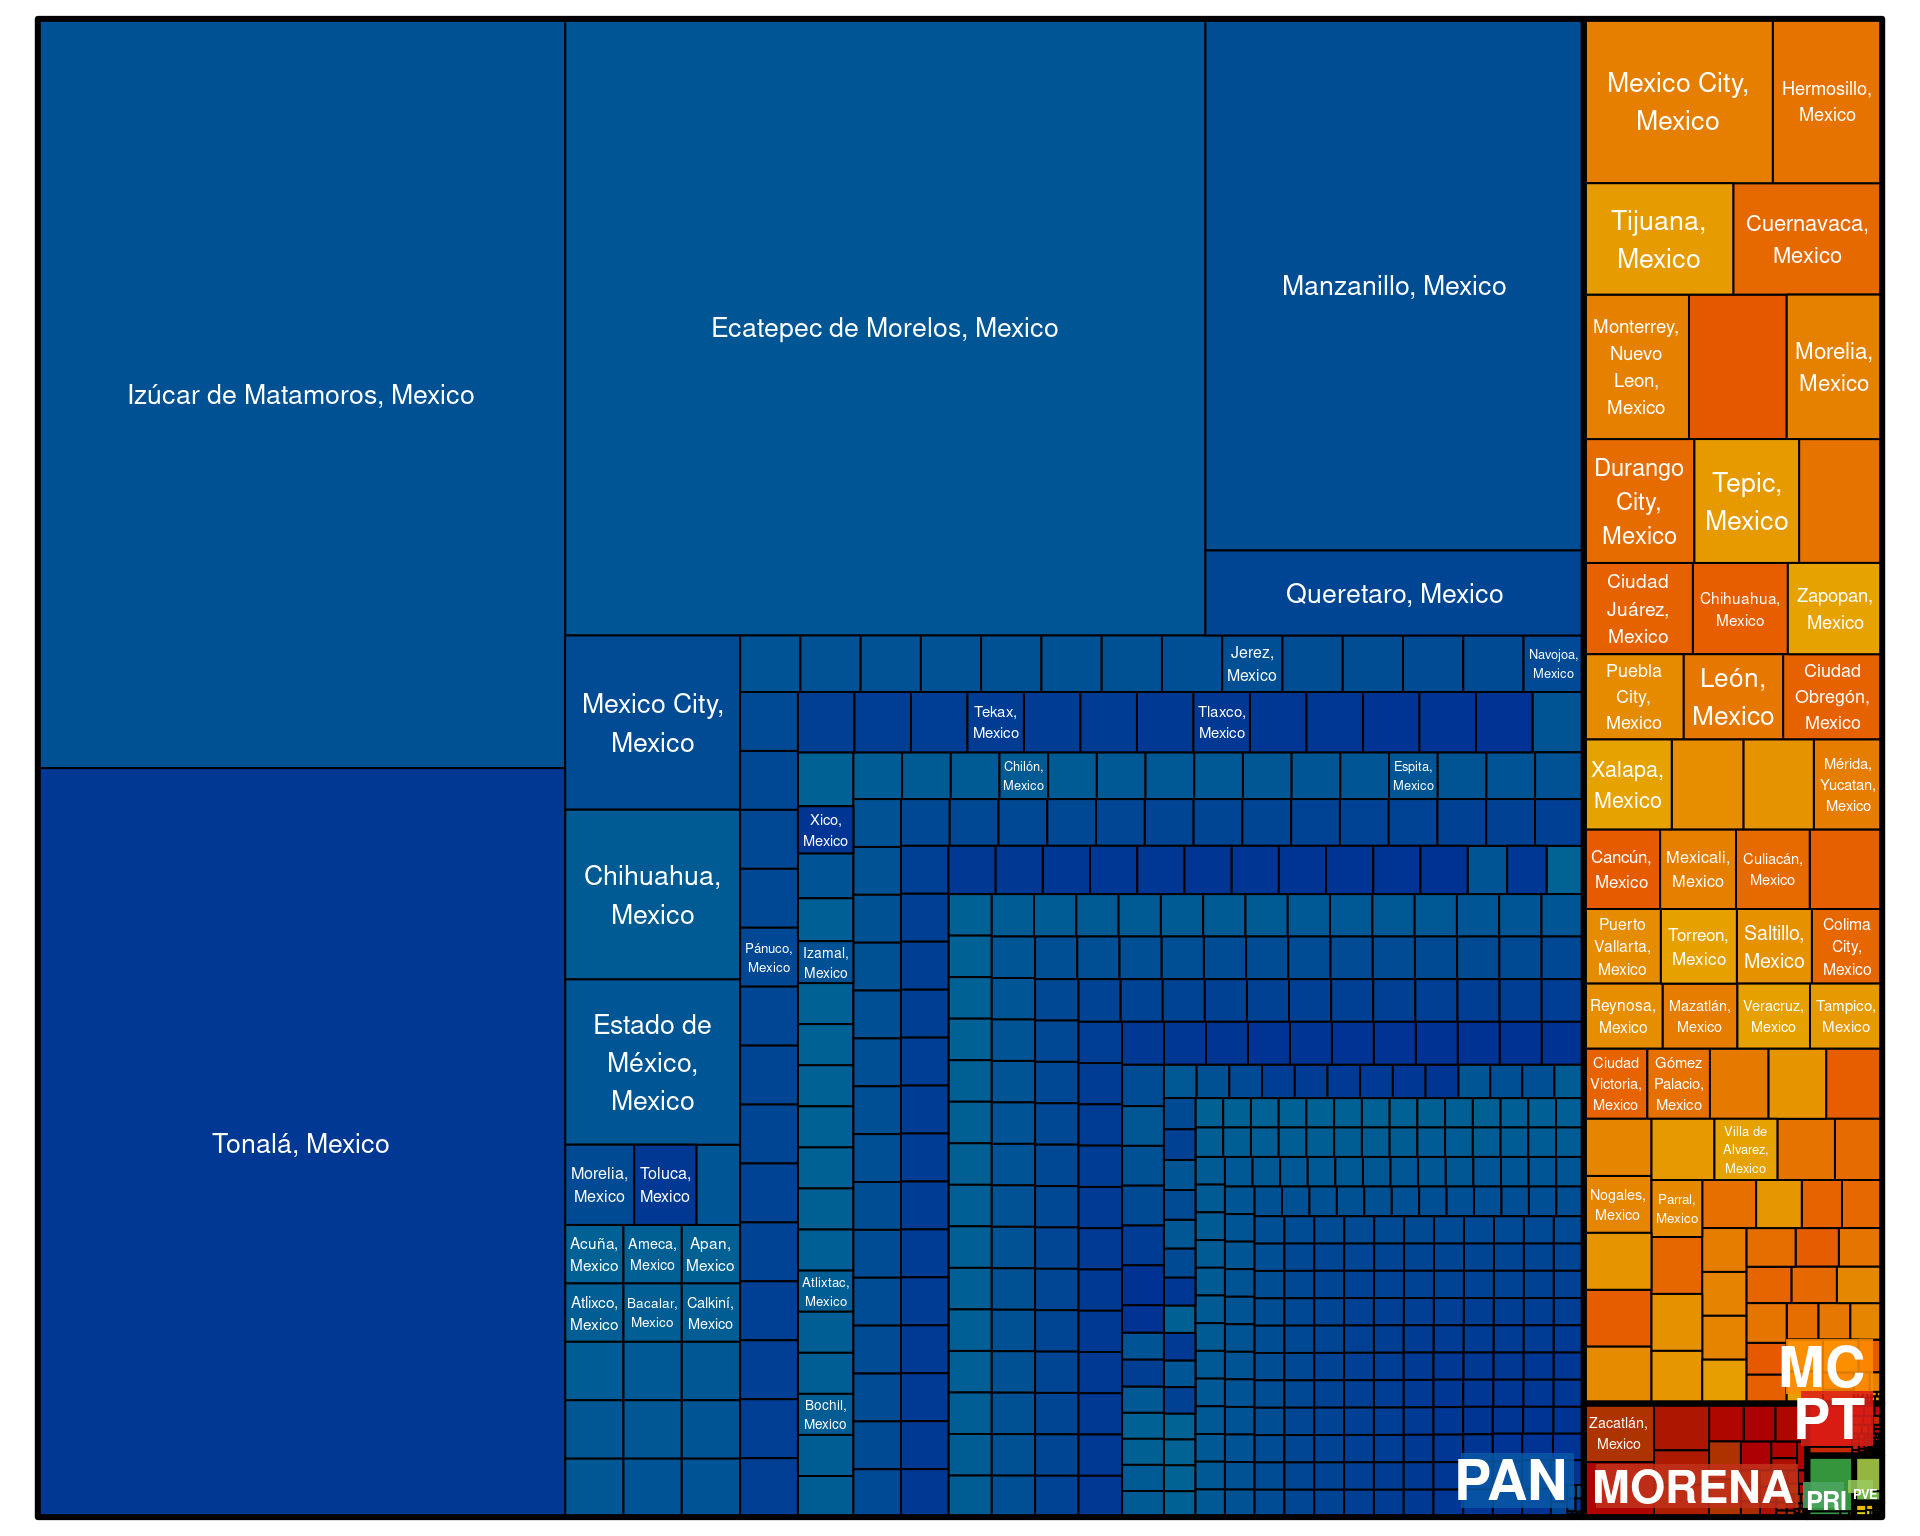 Izúcar de Matamoros, Mexico
Tonalá, Mexico
Ecatepec de Morelos, Mexico
Manzanillo, Mexico
Queretaro, Mexico
Mexico City,
Mexico
Chihuahua,
Mexico
Estado de
México,
Mexico
Morelia,
Mexico
Toluca,
Mexico
Acuña,
Mexico
Ameca,
Mexico
Apan,
Mexico
Atlixco,
Mexico
Bacalar,
Mexico
Calkiní,
Mexico
Jerez,
Mexico
Navojoa,
Mexico
Tekax,
Mexico
Tlaxco,
Mexico
Chilón,
Mexico
Espita,
Mexico
Xico,
Mexico
Pánuco,
Mexico
Izamal,
Mexico
Atlixtac,
Mexico
Bochil,
Mexico
PAN
Mexico City,
Mexico
Hermosillo,
Mexico
Tijuana,
Mexico
Cuernavaca,
Mexico
Monterrey,
Nuevo
Leon,
Mexico
Morelia,
Mexico
Durango
City,
Mexico
Tepic,
Mexico
Ciudad
Juárez,
Mexico
Chihuahua,
Mexico
Zapopan,
Mexico
Puebla
City,
Mexico
León,
Mexico
Ciudad
Obregón,
Mexico
Xalapa,
Mexico
Mérida,
Yucatan,
Mexico
Cancún,
Mexico
Mexicali,
Mexico
Culiacán,
Mexico
Puerto
Vallarta,
Mexico
Torreon,
Mexico
Saltillo,
Mexico
Colima
City,
Mexico
Reynosa,
Mexico
Mazatlán,
Mexico
Veracruz,
Mexico
Tampico,
Mexico
Ciudad
Victoria,
Mexico
Gómez
Palacio,
Mexico
Villa de
Alvarez,
Mexico
Nogales,
Mexico
Parral,
Mexico
MC
PT
Zacatlán,
Mexico
MORENA
PRI
PVE